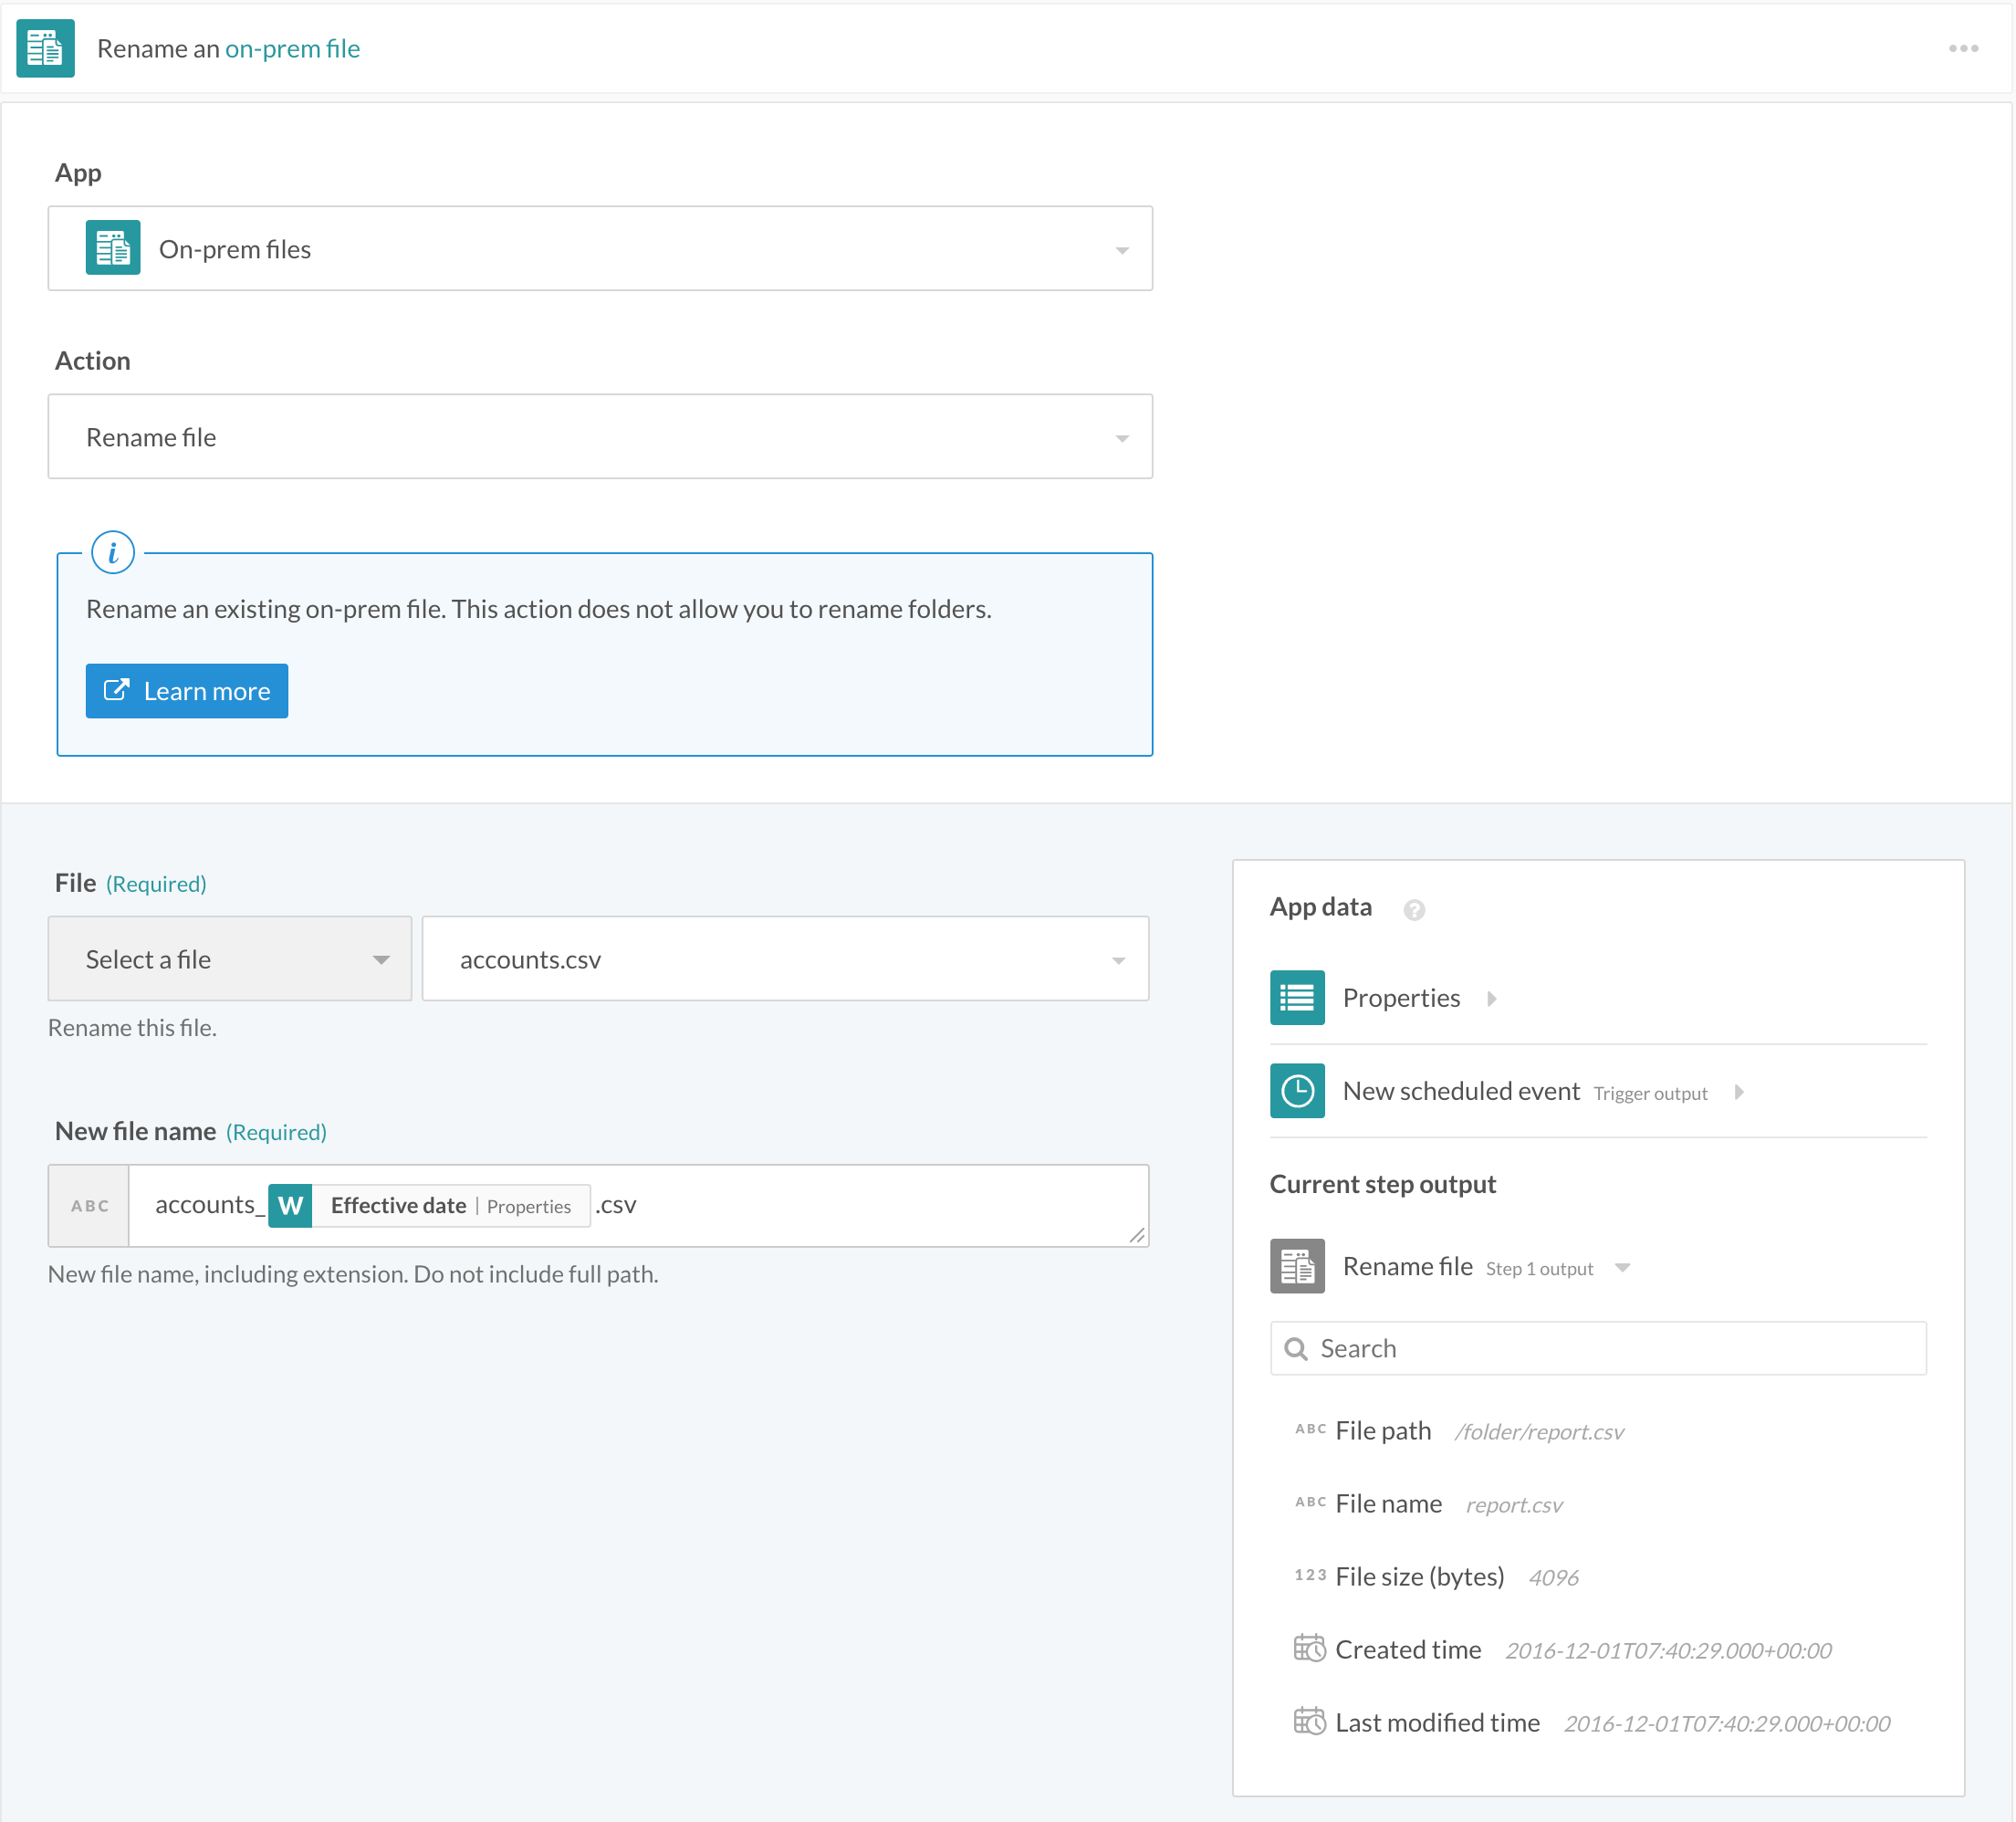 Rename an on-prem file
App
On-prem files
Action
Rename file
i
Rename an existing on-prem file. This action does not allow you to rename folders.
Learn more
File (Required)
Select a file
accounts.csv
Rename this file.
New file name (Required)
ABC
accounts_ W Effective date | Properties .csv
New file name, including extension. Do not include full path.
App data ?
Properties
New scheduled event Trigger output
Current step output
Rename file Step 1 output
Search
ABC File path /folder/report.csv
ABC File name report.csv
123 File size (bytes) 4096
Created time 2016-12-01T07:40:29.000+00:00
Last modified time 2016-12-01T07:40:29.000+00:00